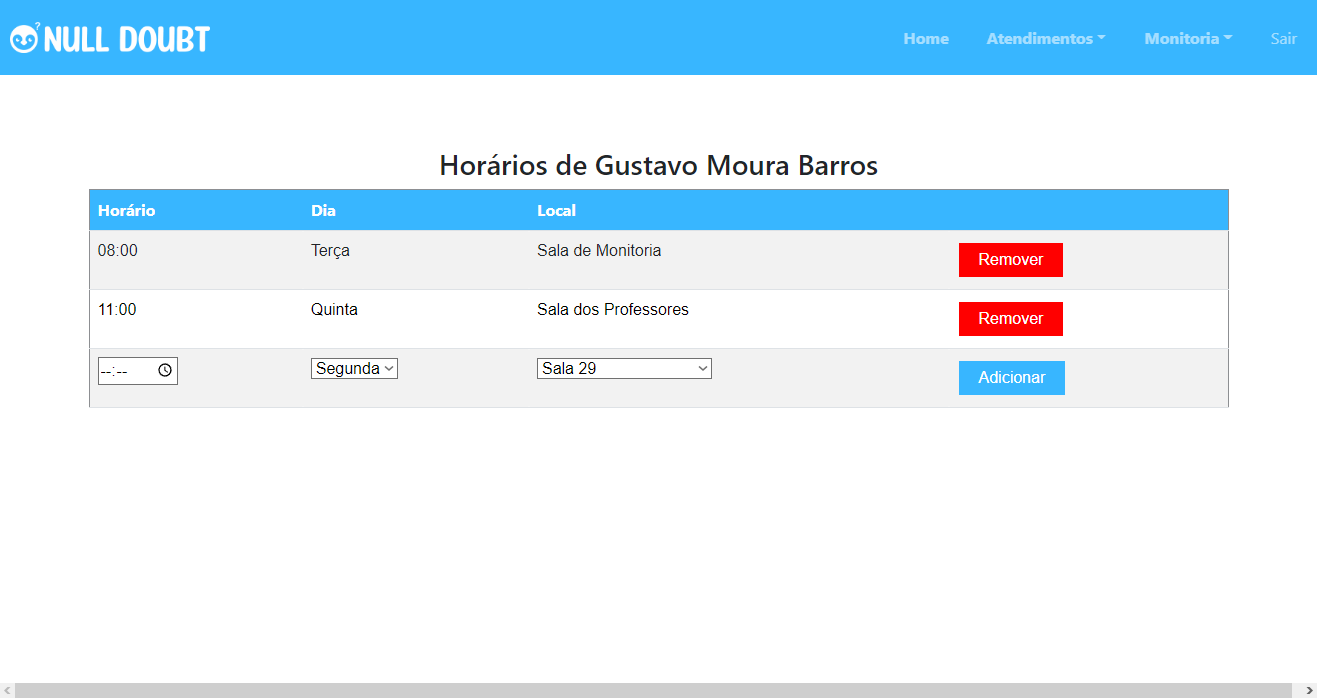 ? NULL DOUBT Home Atendimentos Monitoria Sair
Horários de Gustavo Moura Barros
Horário Dia Local
08:00 Terça Sala de Monitoria Remover
11:00 Quinta Sala dos Professores Remover
--:-- Segunda Sala 29 Adicionar